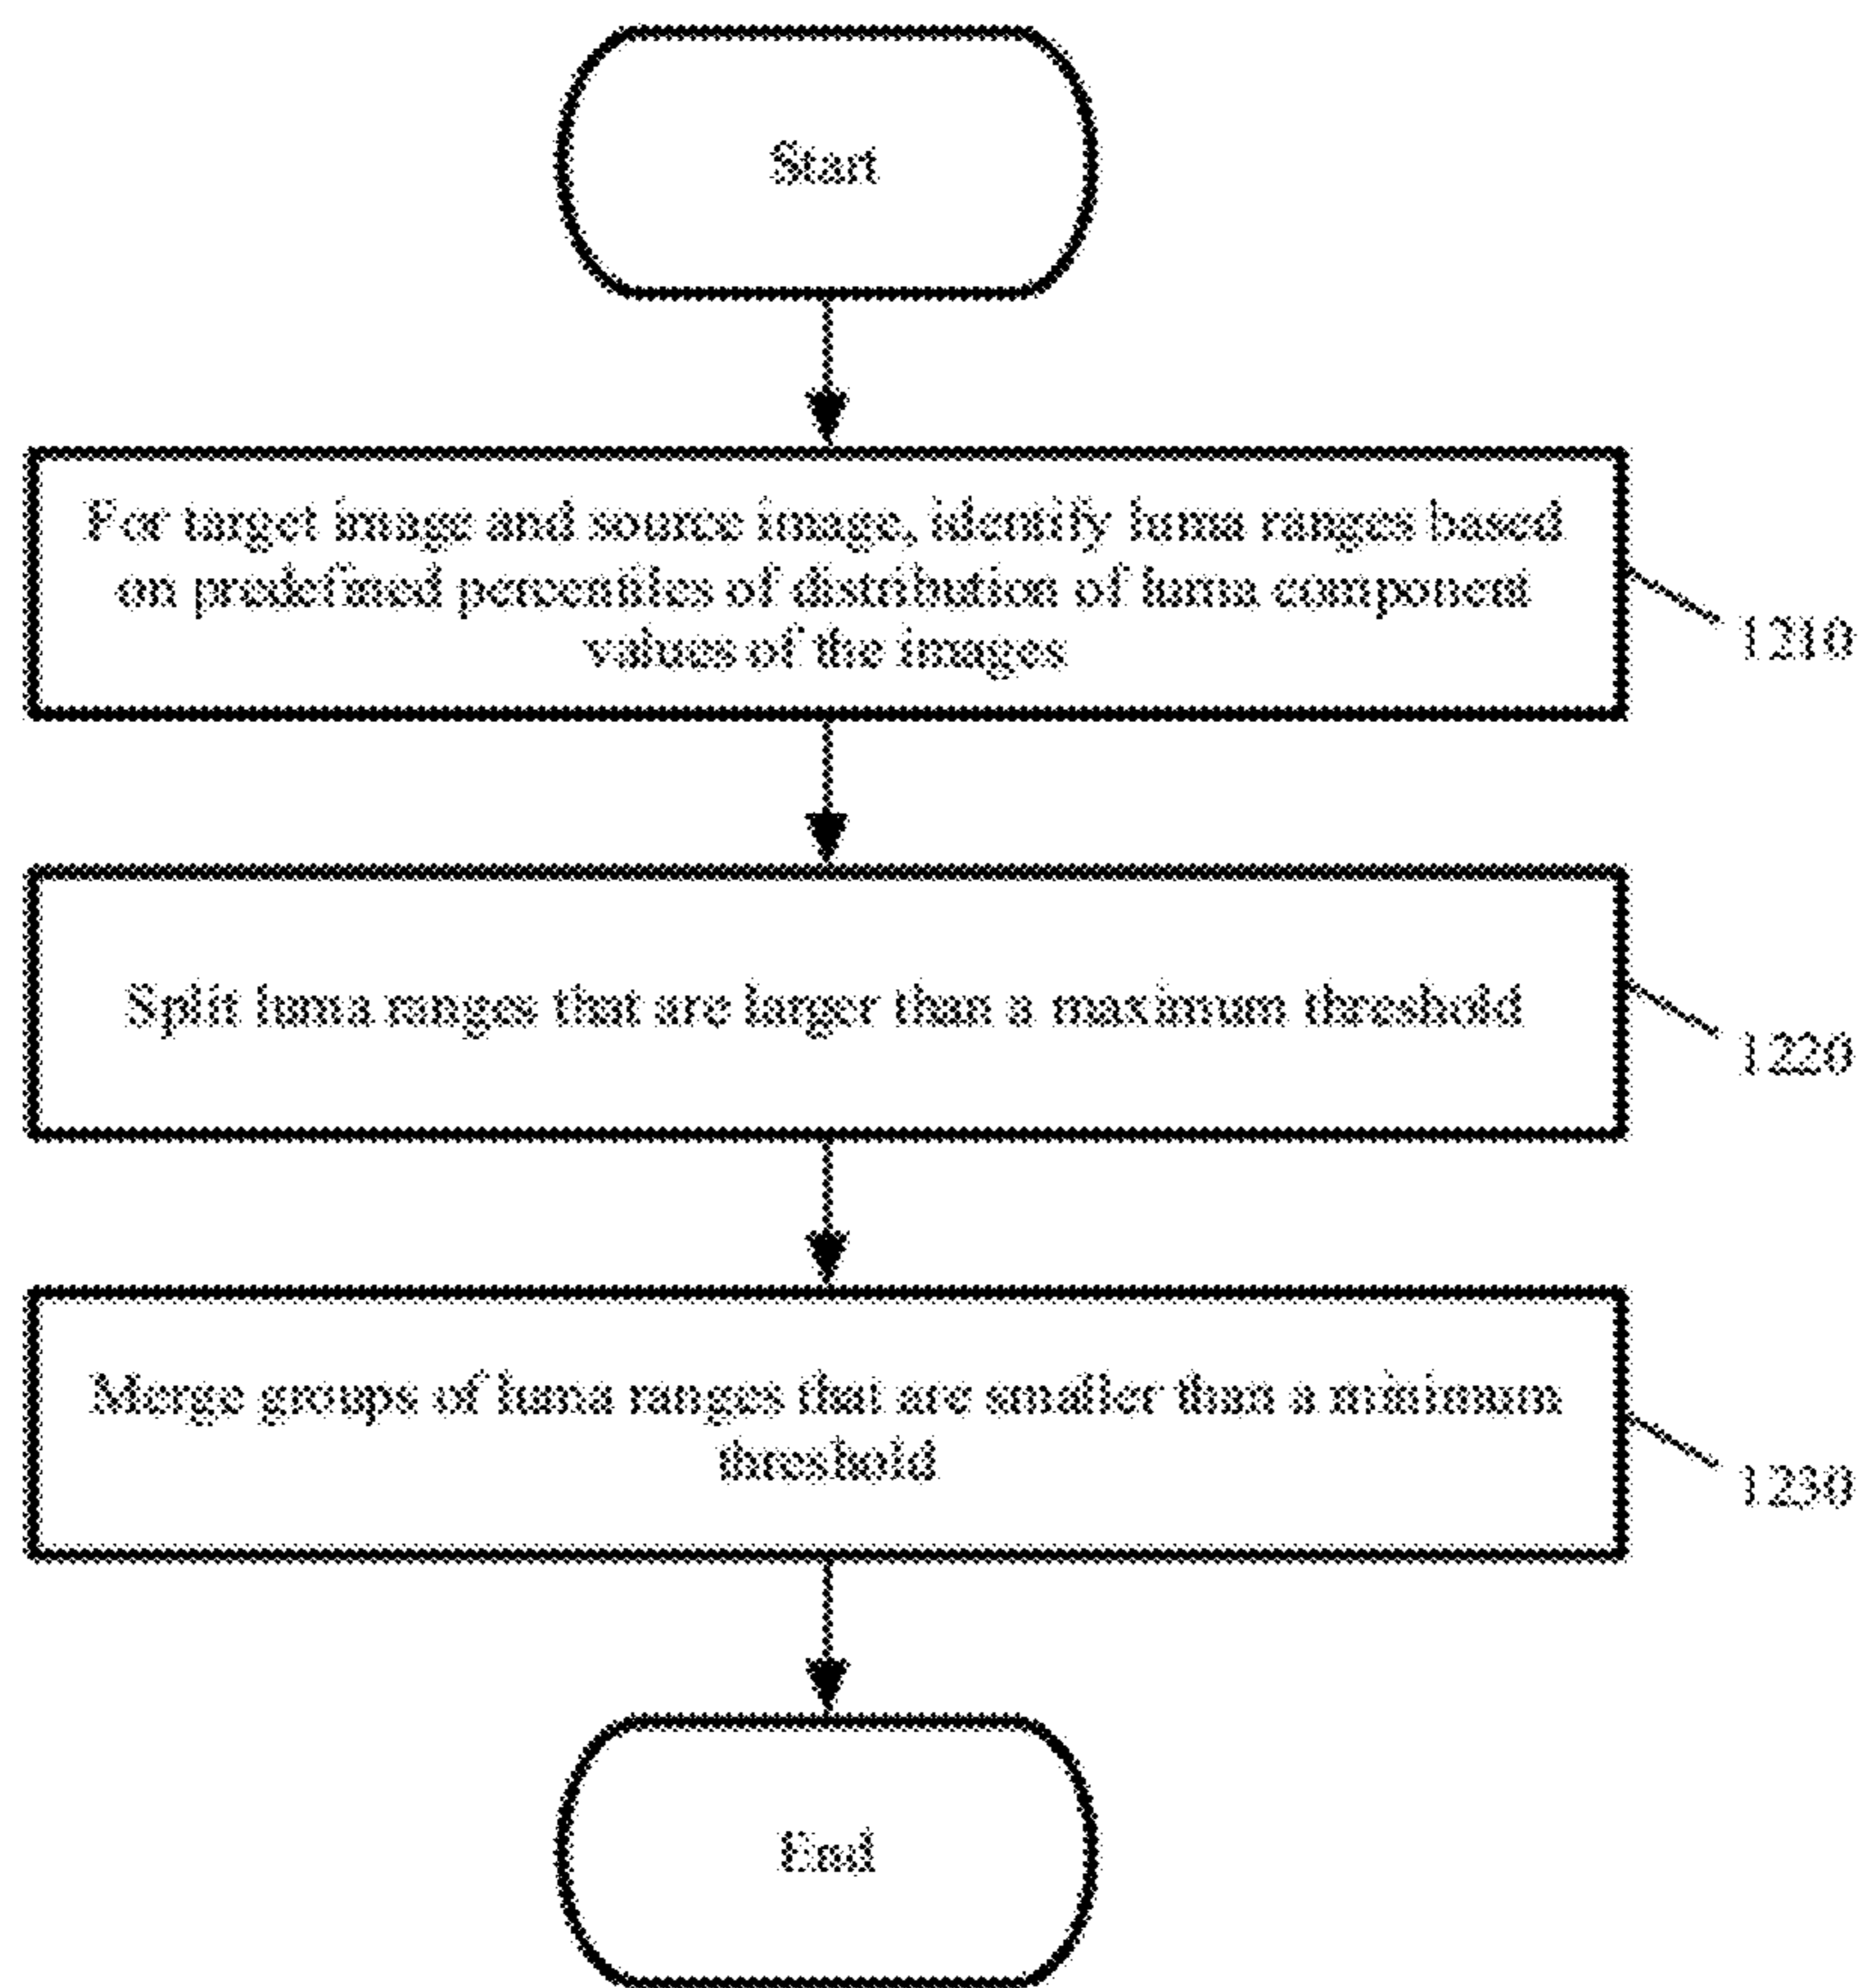 Start
For target image and source image, identify luma ranges based
on predefined percentiles of distribution of luma component
values of the images
1210
Split luma ranges that are larger than a maximum threshold
1220
Merge groups of luma ranges that are smaller than a minimum
threshold
1230
End